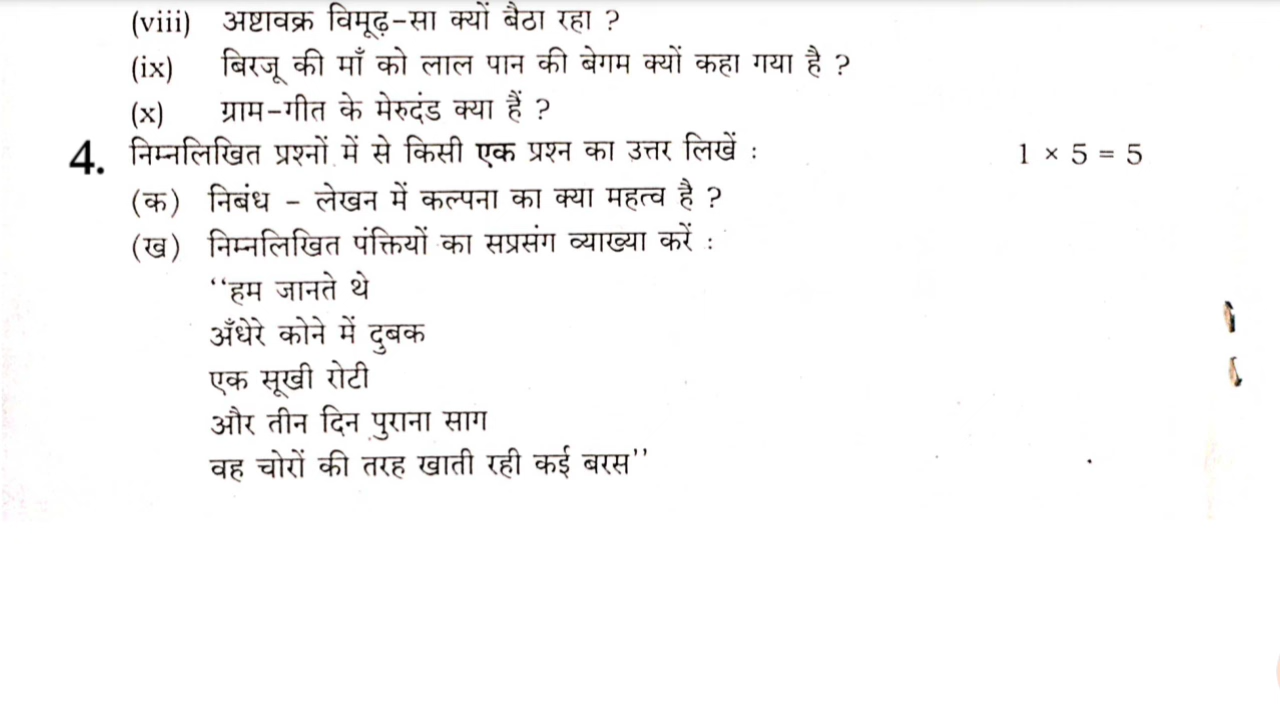 (viii) अष्टावक्र विमूढ़-सा क्यों बैठा रहा ?
(ix) बिरजू की माँ को लाल पान की बेगम क्यों कहा गया है ?
(x) ग्राम-गीत के मेरुदंड क्या हैं ?
4. निम्नलिखित प्रश्नों में से किसी एक प्रश्न का उत्तर लिखें : 1 × 5 = 5
(क) निबंध - लेखन में कल्पना का क्या महत्व है ?
(ख) निम्नलिखित पंक्तियों का सप्रसंग व्याख्या करें :
‘‘हम जानते थे
अँधेरे कोने में दुबक
एक सूखी रोटी
और तीन दिन पुराना साग
वह चोरों की तरह खाती रही कई बरस’’